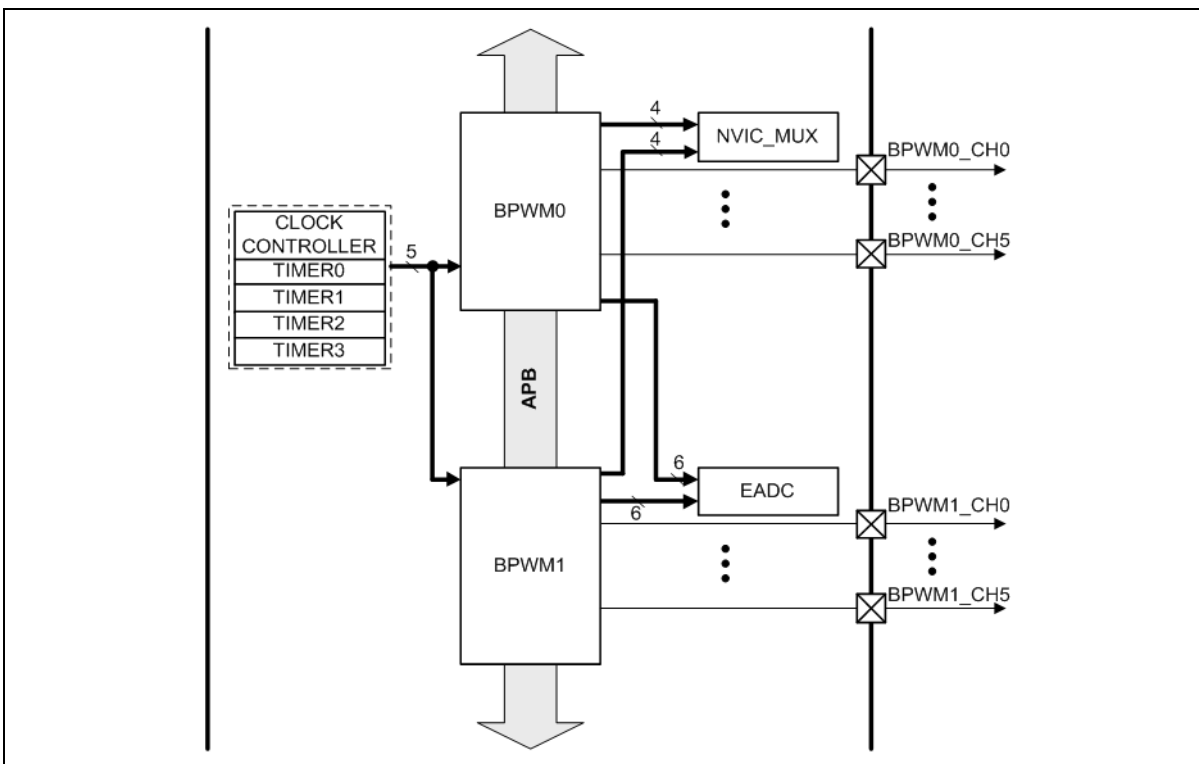 4
NVIC_MUX
4
BPWM0_CH0
BPWM0
CLOCK
CONTROLLER
5
TIMER0
TIMER1
TIMER2
TIMER3
BPWM0_CH5
APB
6
EADC
6
BPWM1_CH0
BPWM1
BPWM1_CH5